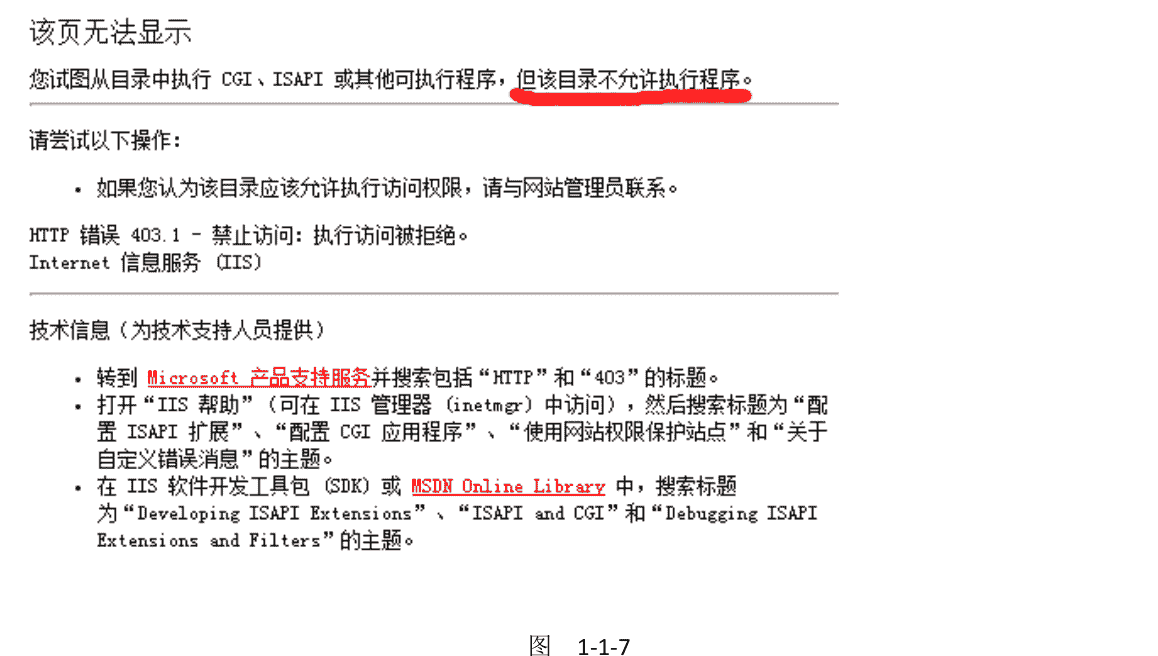 该页无法显示
您试图从目录中执行 CGI、ISAPI 或其他可执行程序，但该目录不允许执行程序。
请尝试以下操作：
• 如果您认为该目录应该允许执行访问权限，请与网站管理员联系。
HTTP 错误 403.1 - 禁止访问：执行访问被拒绝。
Internet 信息服务 (IIS)
技术信息（为技术支持人员提供）
• 转到 Microsoft 产品支持服务并搜索包括“HTTP”和“403”的标题。
• 打开“IIS 帮助”（可在 IIS 管理器 (inetmgr) 中访问），然后搜索标题为“配
置 ISAPI 扩展”、“配置 CGI 应用程序”、“使用网站权限保护站点”和“关于
自定义错误消息”的主题。
• 在 IIS 软件开发工具包 (SDK) 或 MSDN Online Library 中，搜索标题
为“Developing ISAPI Extensions”、“ISAPI and CGI”和“Debugging ISAPI
Extensions and Filters”的主题。
图 1-1-7